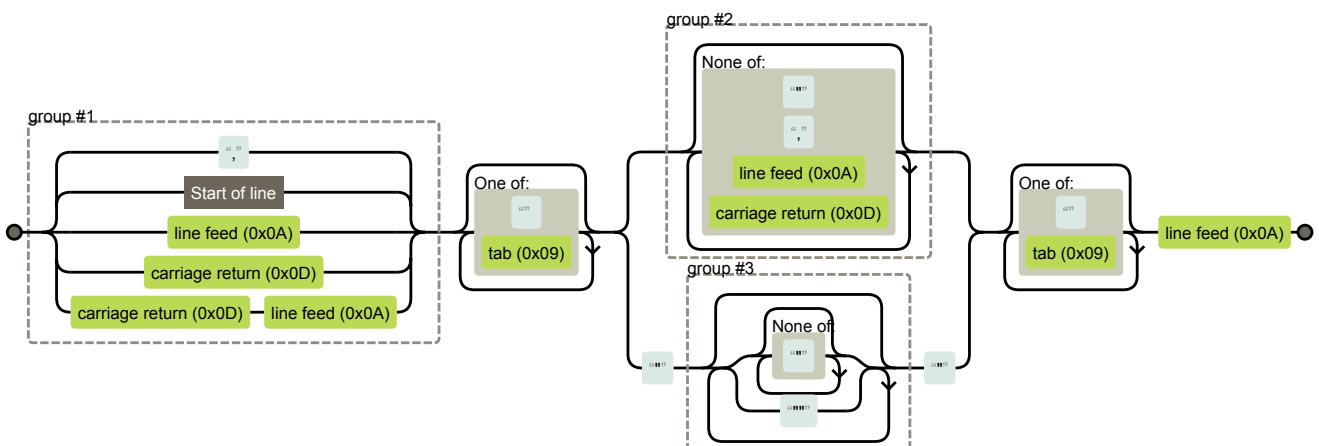 group #1
“,”
Start of line
line feed (0x0A)
carriage return (0x0D)
carriage return (0x0D)
line feed (0x0A)
One of:
“ ”
tab (0x09)
group #2
None of:
“"”
“,”
line feed (0x0A)
carriage return (0x0D)
“"”
group #3
None of:
“"”
“""”
“"”
One of:
“ ”
tab (0x09)
line feed (0x0A)